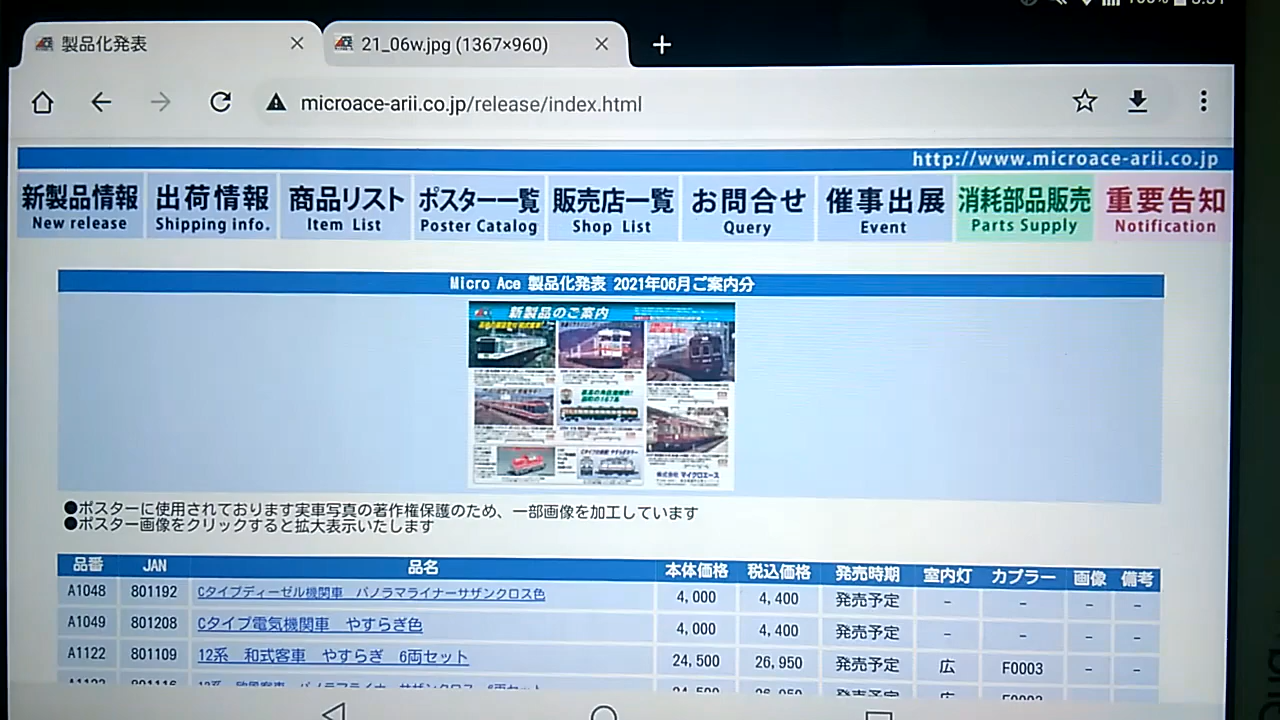 製品化発表
21_06w.jpg (1367×960)
microace-arii.co.jp/release/index.html
http://www.microace-arii.co.jp
新製品情報 出荷情報 商品リスト ポスター一覧 販売店一覧 お問合せ 催事出展 消耗部品販売 重要告知
New release Shipping info. Item List Poster Catalog Shop List Query Event Parts Supply Notification
Micro Ace 製品化発表 2021年06月ご案内分
新製品のご案内
株式会社 マイクロエース
●ポスターに使用されております実車写真の著作権保護のため、一部画像を加工しています
●ポスター画像をクリックすると拡大表示いたします
品番 JAN 品名 本体価格 税込価格 発売時期 室内灯 カプラー 画像 備考
A1048 801192 Cタイプディーゼル機関車 パノラマライナーサザンクロス色 4,000 4,400 発売予定 - - - -
A1049 801208 Cタイプ電気機関車 やすらぎ色 4,000 4,400 発売予定 - - - -
A1122 801109 12系 和式客車 やすらぎ 6両セット 24,500 26,950 発売予定 広 F0003 - -